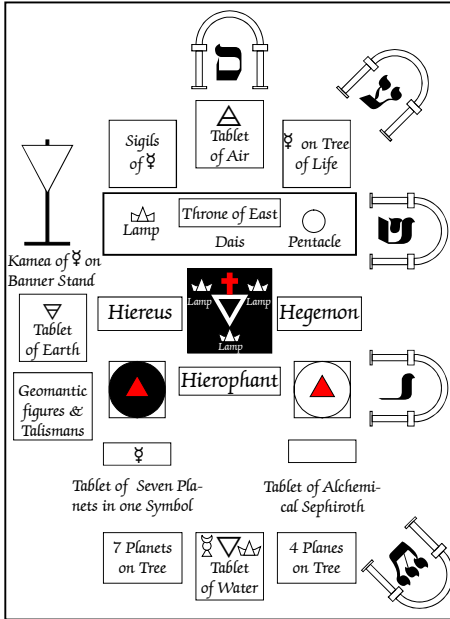 Sigils
of ☿
🜁
Tablet
of Air
☿ on Tree
of Life
Lamp
Throne of East
Dais
Pentacle
Kamea of ☿ on
Banner Stand
🜃
Tablet
of Earth
Hiereus
Lamp
Lamp
Lamp
Hegemon
Geomantic
figures &
Talismans
Hierophant
☿
Tablet of Seven Pla-
nets in one Symbol
Tablet of Alchemi-
cal Sephiroth
7 Planets
on Tree
Tablet
of Water
4 Planes
on Tree